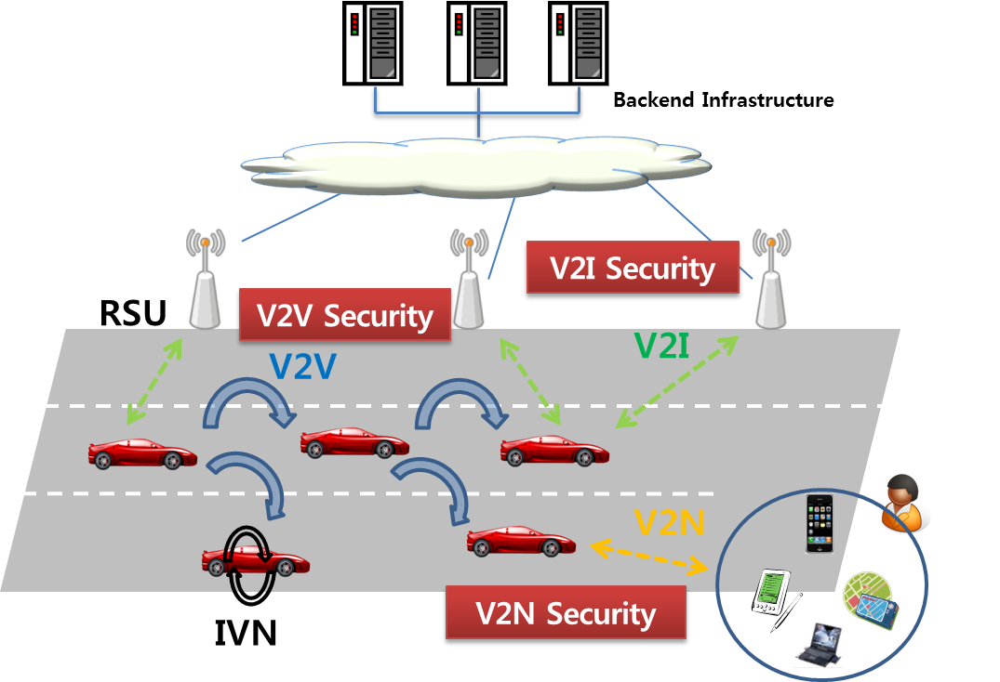 Backend Infrastructure
V2I Security
RSU
V2V Security
V2I
V2V
V2N
V2N Security
IVN